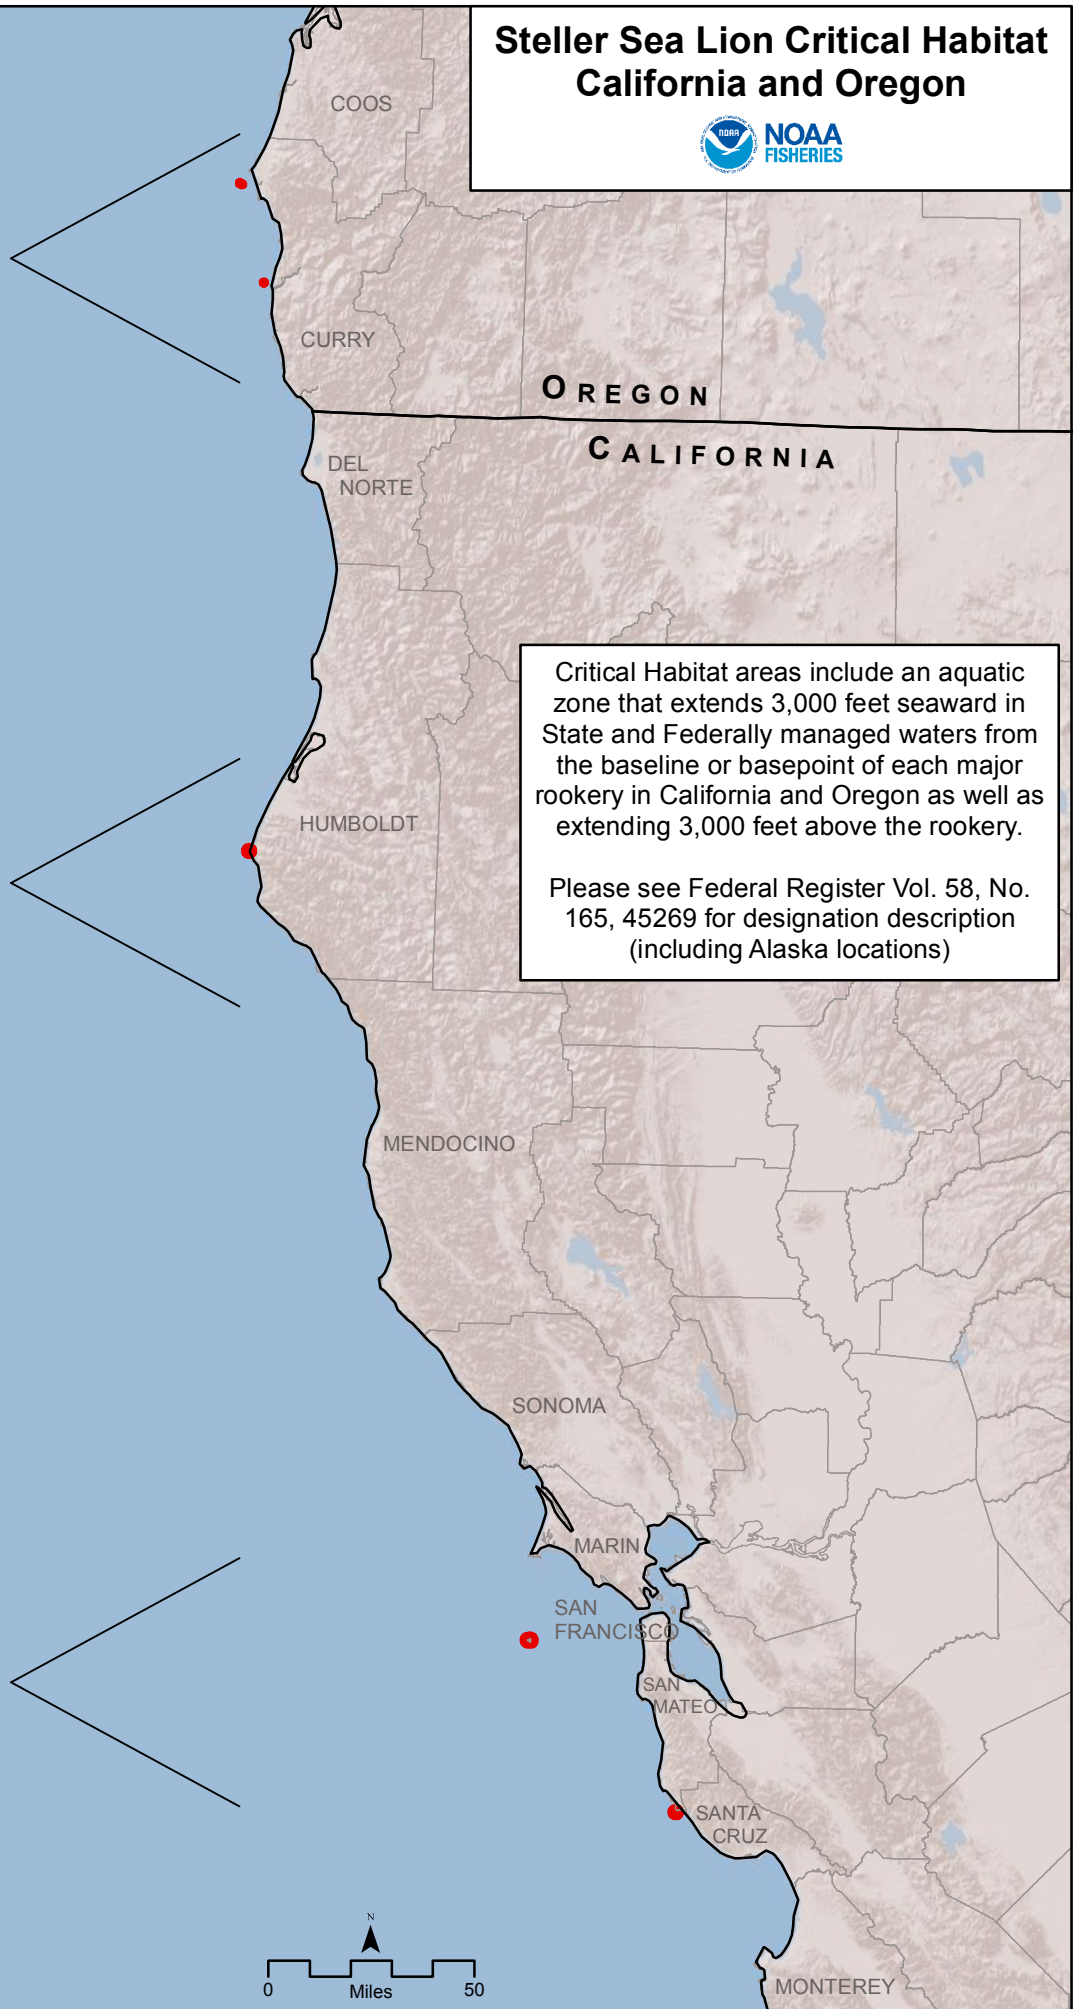 Steller Sea Lion Critical Habitat
California and Oregon
NOAA
NOAA
FISHERIES
COOS
CURRY
OREGON
CALIFORNIA
DEL
NORTE
Critical Habitat areas include an aquatic
zone that extends 3,000 feet seaward in
State and Federally managed waters from
the baseline or basepoint of each major
rookery in California and Oregon as well as
extending 3,000 feet above the rookery.
Please see Federal Register Vol. 58, No.
165, 45269 for designation description
(including Alaska locations)
HUMBOLDT
MENDOCINO
SONOMA
MARIN
SAN
FRANCISCO
SAN
MATEO
SANTA
CRUZ
MONTEREY
N
0 Miles 50